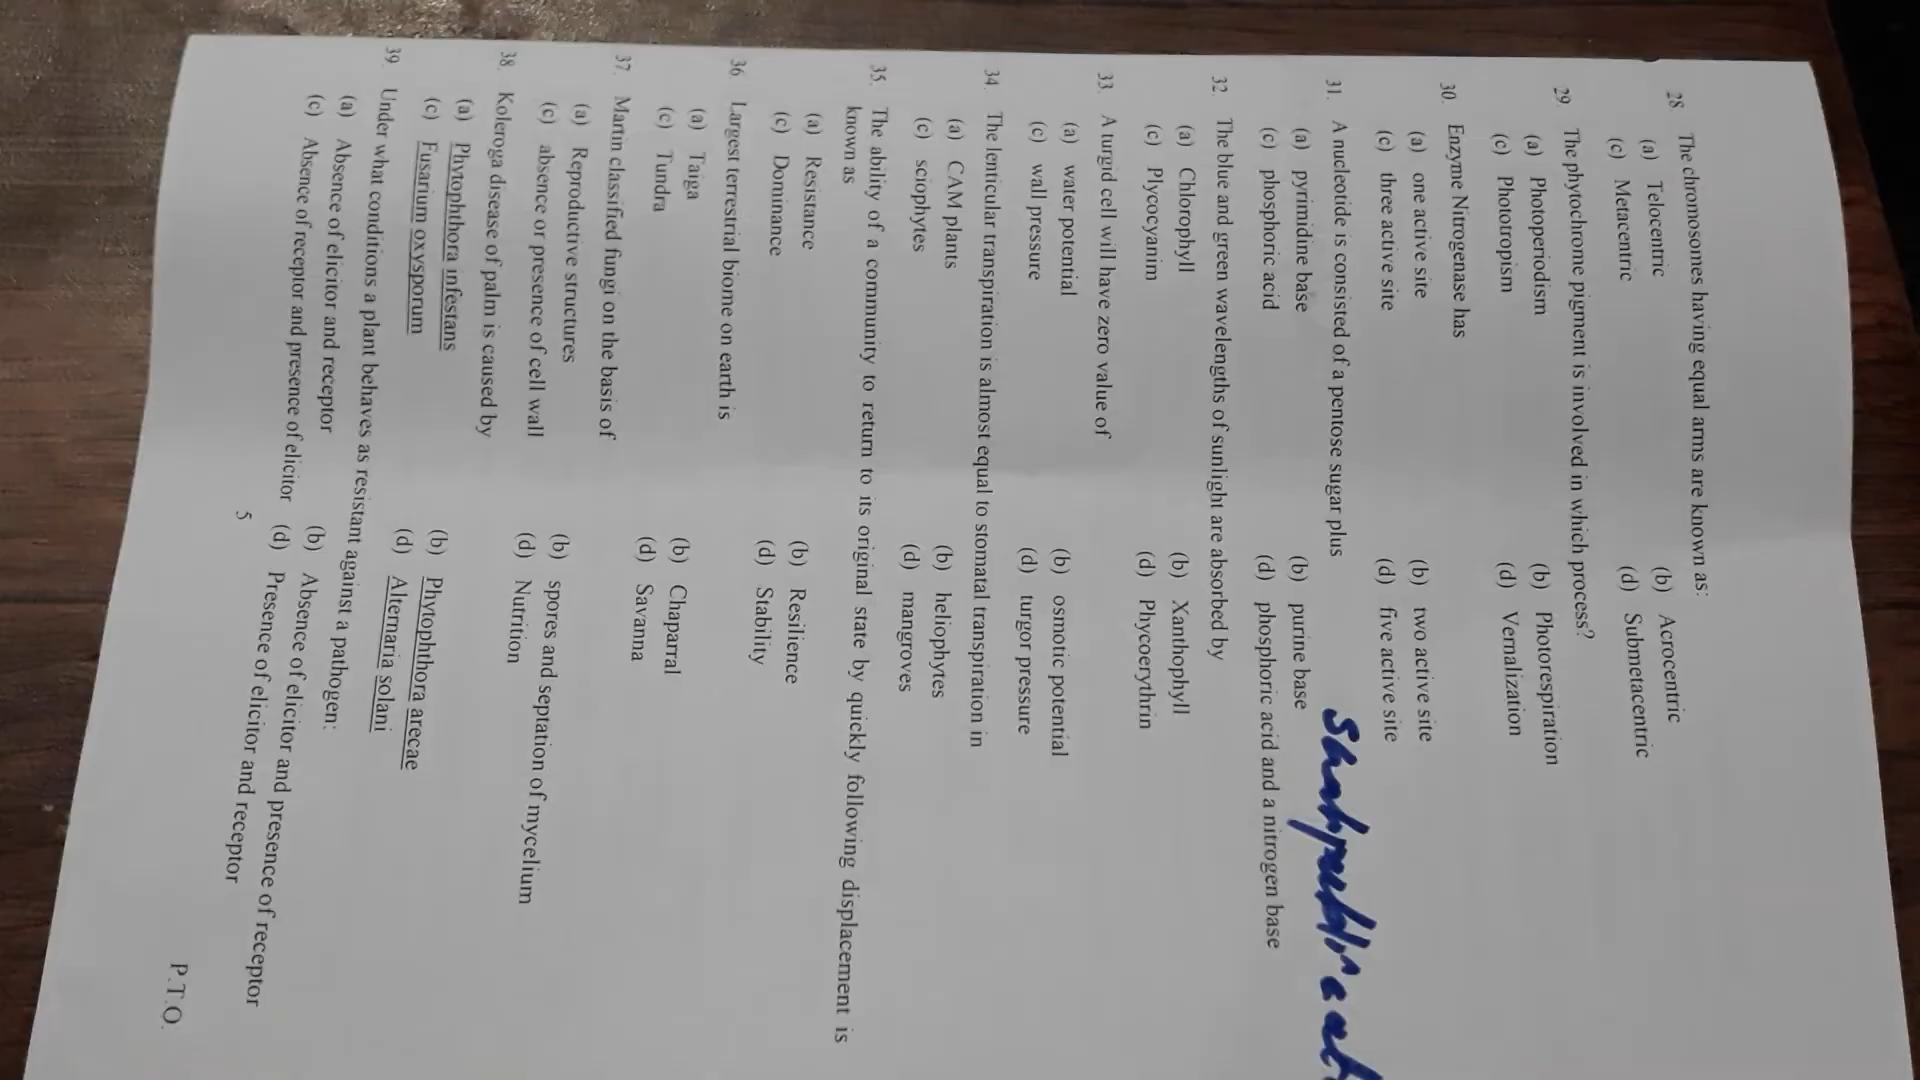 28 The chromosomes having equal arms are known as:
(a) Telocentric (b) Acrocentric
(c) Metacentric (d) Submetacentric
29 The phytochrome pigment is involved in which process?
(a) Photoperiodism (b) Photorespiration
(c) Phototropism (d) Vernalization
30. Enzyme Nitrogenase has
(a) one active site (b) two active site
(c) three active site (d) five active site
31. A nucleotide is consisted of a pentose sugar plus
(a) pyrimidine base (b) purine base
(c) phosphoric acid (d) phosphoric acid and a nitrogen base
32. The blue and green wavelengths of sunlight are absorbed by
(a) Chlorophyll (b) Xanthophyll
(c) Plycocyanim (d) Phycoerythrin
33. A turgid cell will have zero value of
(a) water potential (b) osmotic potential
(c) wall pressure (d) turgor pressure
34. The lenticular transpiration is almost equal to stomatal transpiration in
(a) CAM plants (b) heliophytes
(c) sciophytes (d) mangroves
35. The ability of a community to return to its original state by quickly following displacement is
known as
(a) Resistance (b) Resilience
(c) Dominance (d) Stability
36 Largest terrestrial biome on earth is
(a) Taiga (b) Chaparral
(c) Tundra (d) Savanna
37. Martin classified fungi on the basis of
(a) Reproductive structures (b) spores and septation of mycelium
(c) absence or presence of cell wall (d) Nutrition
38. Koleroga disease of palm is caused by
(a) Phytophthora infestans (b) Phytophthora arecae
(c) Fusarium oxysporum (d) Alternaria solani
39. Under what conditions a plant behaves as resistant against a pathogen:
(a) Absence of elicitor and receptor (b) Absence of elicitor and presence of receptor
(c) Absence of receptor and presence of elicitor (d) Presence of elicitor and receptor
5
P.T.O.